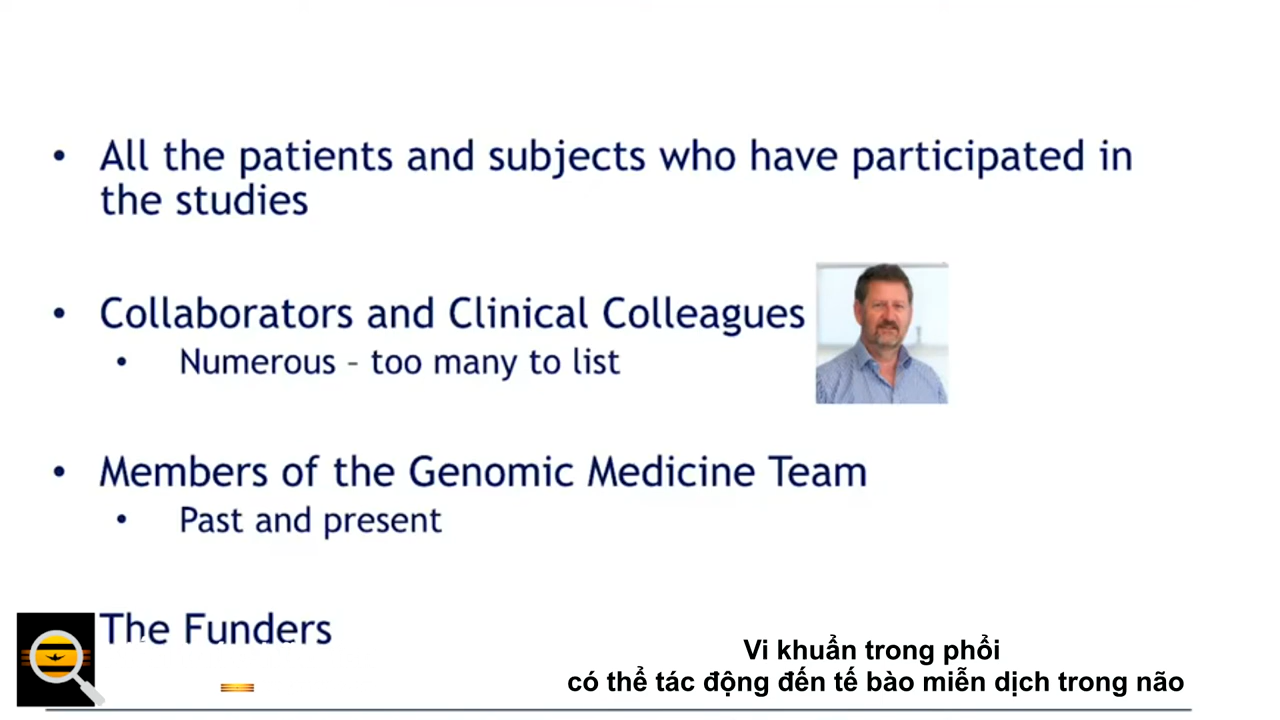 • All the patients and subjects who have participated in
the studies
• Collaborators and Clinical Colleagues
• Numerous – too many to list
• Members of the Genomic Medicine Team
• Past and present
The Funders
Vi khuẩn trong phổi
có thể tác động đến tế bào miễn dịch trong não